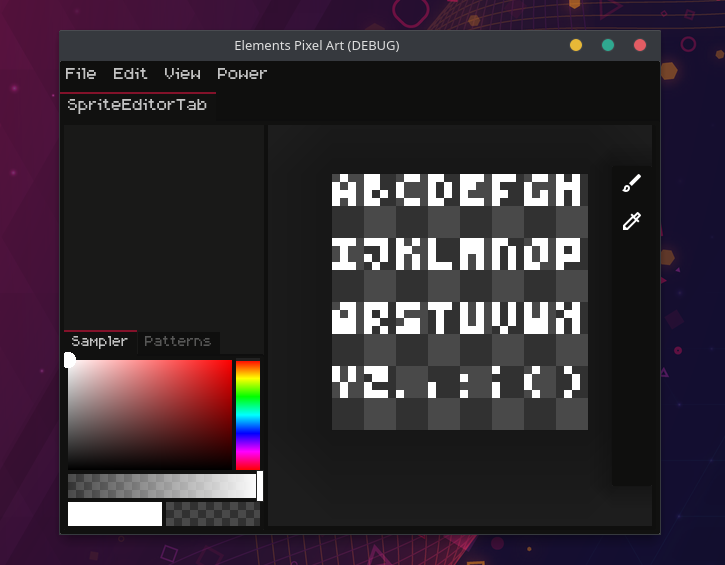 Elements Pixel Art (DEBUG)
File Edit View Power
SpriteEditorTab
ABCDEFGH
IJKLMNOP
QRSTUVWX
YZ.,:;()
Sampler Patterns